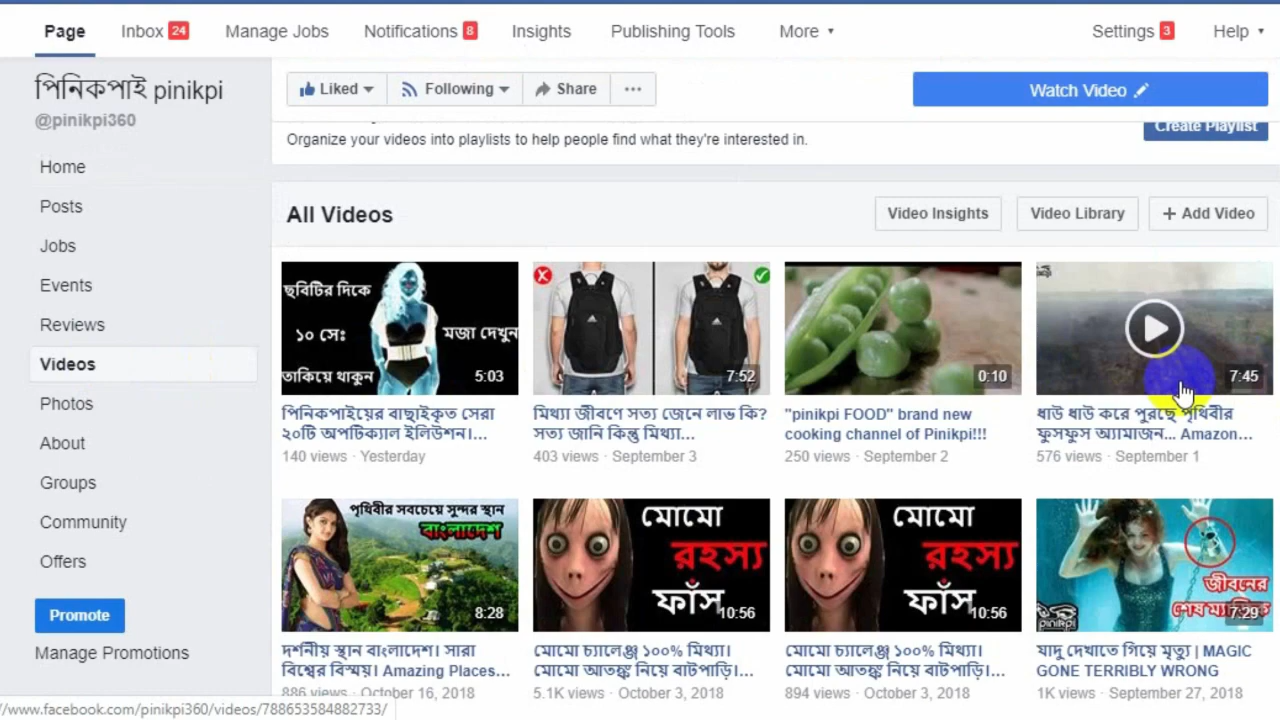 Page
Inbox 24
Manage Jobs
Notifications 8
Insights
Publishing Tools
More
Settings 3
Help
পিনিকপাই pinikpi
@pinikpi360
Home
Posts
Jobs
Events
Reviews
Videos
Photos
About
Groups
Community
Offers
Promote
Manage Promotions
Liked
Following
Share
Watch Video
Organize your videos into playlists to help people find what they're interested in.
Create Playlist
All Videos
Video Insights
Video Library
+ Add Video
ছবিটির দিকে
১০ সেঃ
মজা দেখুন
তাকিয়ে থাকুন
5:03
পিনিকপাইয়ের বাছাইকৃত সেরা
২০টি অপটিক্যাল ইলিউশন।...
140 views · Yesterday
7:52
মিথ্যা জীবণে সত্য জেনে লাভ কি?
সত্য জানি কিন্তু মিথ্যা...
403 views · September 3
0:10
"pinikpi FOOD" brand new
cooking channel of Pinikpi!!!
250 views · September 2
7:45
ধাউ ধাউ করে পুরছে পৃথিবীর
ফুসফুস অ্যামাজন... Amazon...
576 views · September 1
পৃথিবীর সবচেয়ে সুন্দর স্থান
বাংলাদেশ
8:28
দর্শনীয় স্থান বাংলাদেশ। সারা
বিশ্বের বিস্ময়। Amazing Places...
886 views · October 16, 2018
মোমো
রহস্য
ফাঁস
10:56
মোমো চ্যালেঞ্জ ১০০% মিথ্যা।
মোমো আতঙ্ক নিয়ে বাটপাড়ি।...
5.1K views · October 3, 2018
মোমো
রহস্য
ফাঁস
10:56
মোমো চ্যালেঞ্জ ১০০% মিথ্যা।
মোমো আতঙ্ক নিয়ে বাটপাড়ি।...
894 views · October 3, 2018
জীবনের
শেষ
pinikpi
7:29
যাদু দেখাতে গিয়ে মৃত্যু | MAGIC
GONE TERRIBLY WRONG
1K views · September 27, 2018
/www.facebook.com/pinikpi360/videos/788653584882733/